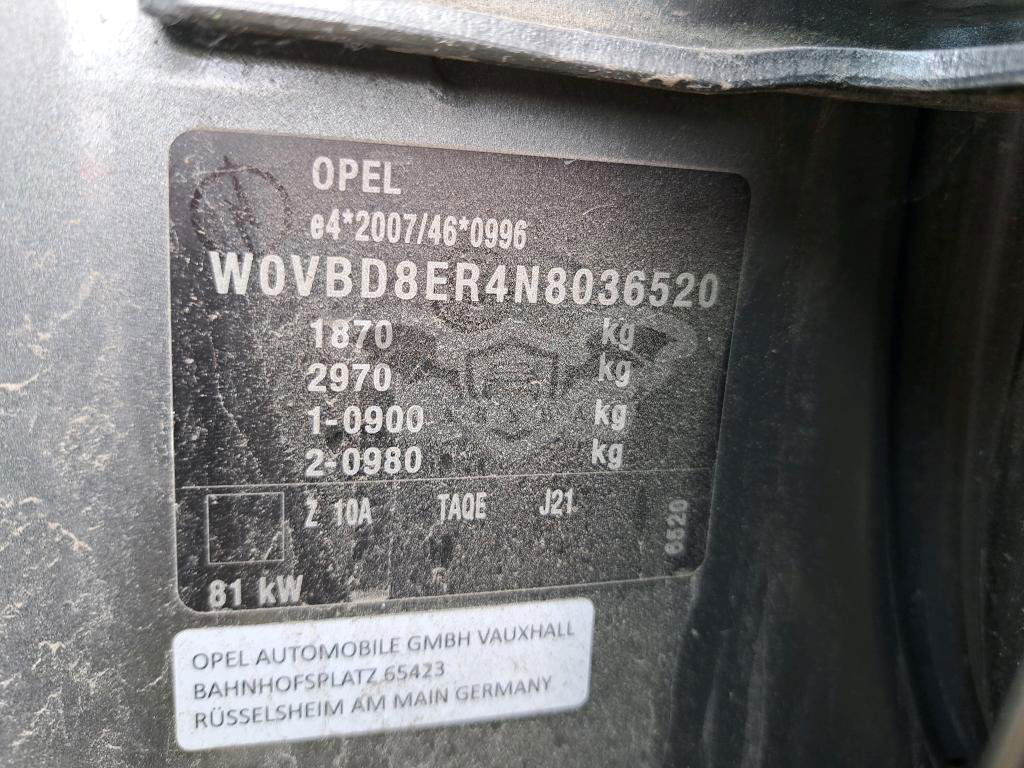 OPEL
e4*2007/46*0996
W0VBD8ER4N8036520
1870 kg
2970 kg
1-0900 kg
2-0980 kg
Z 10A TAQE J21
6520
81 kW
OPEL AUTOMOBILE GMBH VAUXHALL
BAHNHOFSPLATZ 65423
RÜSSELSHEIM AM MAIN GERMANY